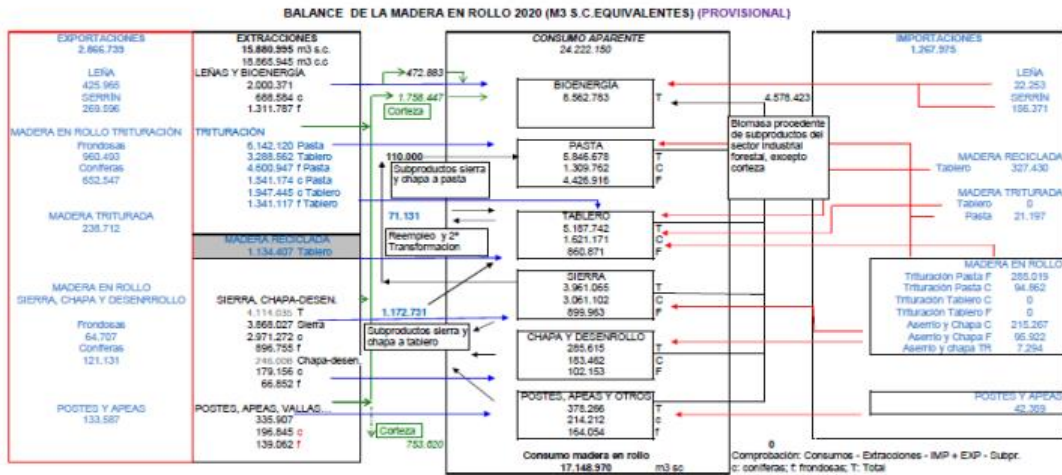 BALANCE DE LA MADERA EN ROLLO 2020 (M3 S.C.EQUIVALENTES) (PROVISIONAL)
EXPORTACIONES
2.866.739
LEÑA
425.966
SERRÍN
269.596
MADERA EN ROLLO TRITURACIÓN
Frondosas
960.493
Coníferas
652.547
MADERA TRITURADA
238.712
MADERA EN ROLLO
SIERRA, CHAPA Y DESENRROLLO
Frondosas
64.707
Coníferas
121.131
POSTES Y APEAS
133.587
EXTRACCIONES
15.880.995 m3 s.c.
18.865.945 m3 c.c
LEÑAS Y BIOENERGÍA
2.000.371
688.584 c
1.311.787 f
TRITURACIÓN
6.142.120 Pasta
3.288.562 Tablero
4.600.947 f Pasta
1.541.174 c Pasta
1.947.445 c Tablero
1.341.117 f Tablero
MADERA RECICLADA
1.134.407 Tablero
SIERRA, CHAPA-DESEN.
4.114.035 T
3.868.027 Sierra
2.971.272 c
896.755 f
246.008 Chapa-desen.
179.156 c
66.852 f
POSTES, APEAS, VALLAS...
335.907
196.845 c
139.062 f
472.883
1.758.447
Corteza
110.000
Subproductos sierra
y chapa a pasta
71.131
Reempleo y 2ª
Transformacion
1.172.731
Subproductos sierra y
chapa a tablero
Corteza
753.620
CONSUMO APARENTE
24.222.150
BIOENERGÍA
8.562.783 T
PASTA
5.846.678 T
1.309.762 C
4.426.916 F
TABLERO
5.187.742 T
1.621.171 C
860.871 F
SIERRA
3.961.065 T
3.061.102 C
899.963 F
CHAPA Y DESENROLLO
285.615 T
183.462 C
102.153 F
POSTES, APEAS Y OTROS
378.266 T
214.212 c
164.054 f
Consumo madera en rollo
17.148.970 m3 sc
4.578.423
Biomasa procedente
de subproductos del
sector industrial
forestal, excepto
corteza
IMPORTACIONES
1.267.975
LEÑA
22.253
SERRÍN
156.371
MADERA RECICLADA
Tablero 327.430
MADERA TRITURADA
Tablero 0
Pasta 21.197
MADERA EN ROLLO
Trituración Pasta F 285.019
Trituración Pasta C 94.862
Trituración Tablero C 0
Trituración Tablero F 0
Aserrio y Chapa C 215.267
Aserrio y Chapa F 95.922
Aserrio y chapa TR 7.294
POSTES Y APEAS
42.359
0
Comprobación: Consumos - Extracciones - IMP + EXP - Subpr.
c: coníferas; f: frondosas; T: Total